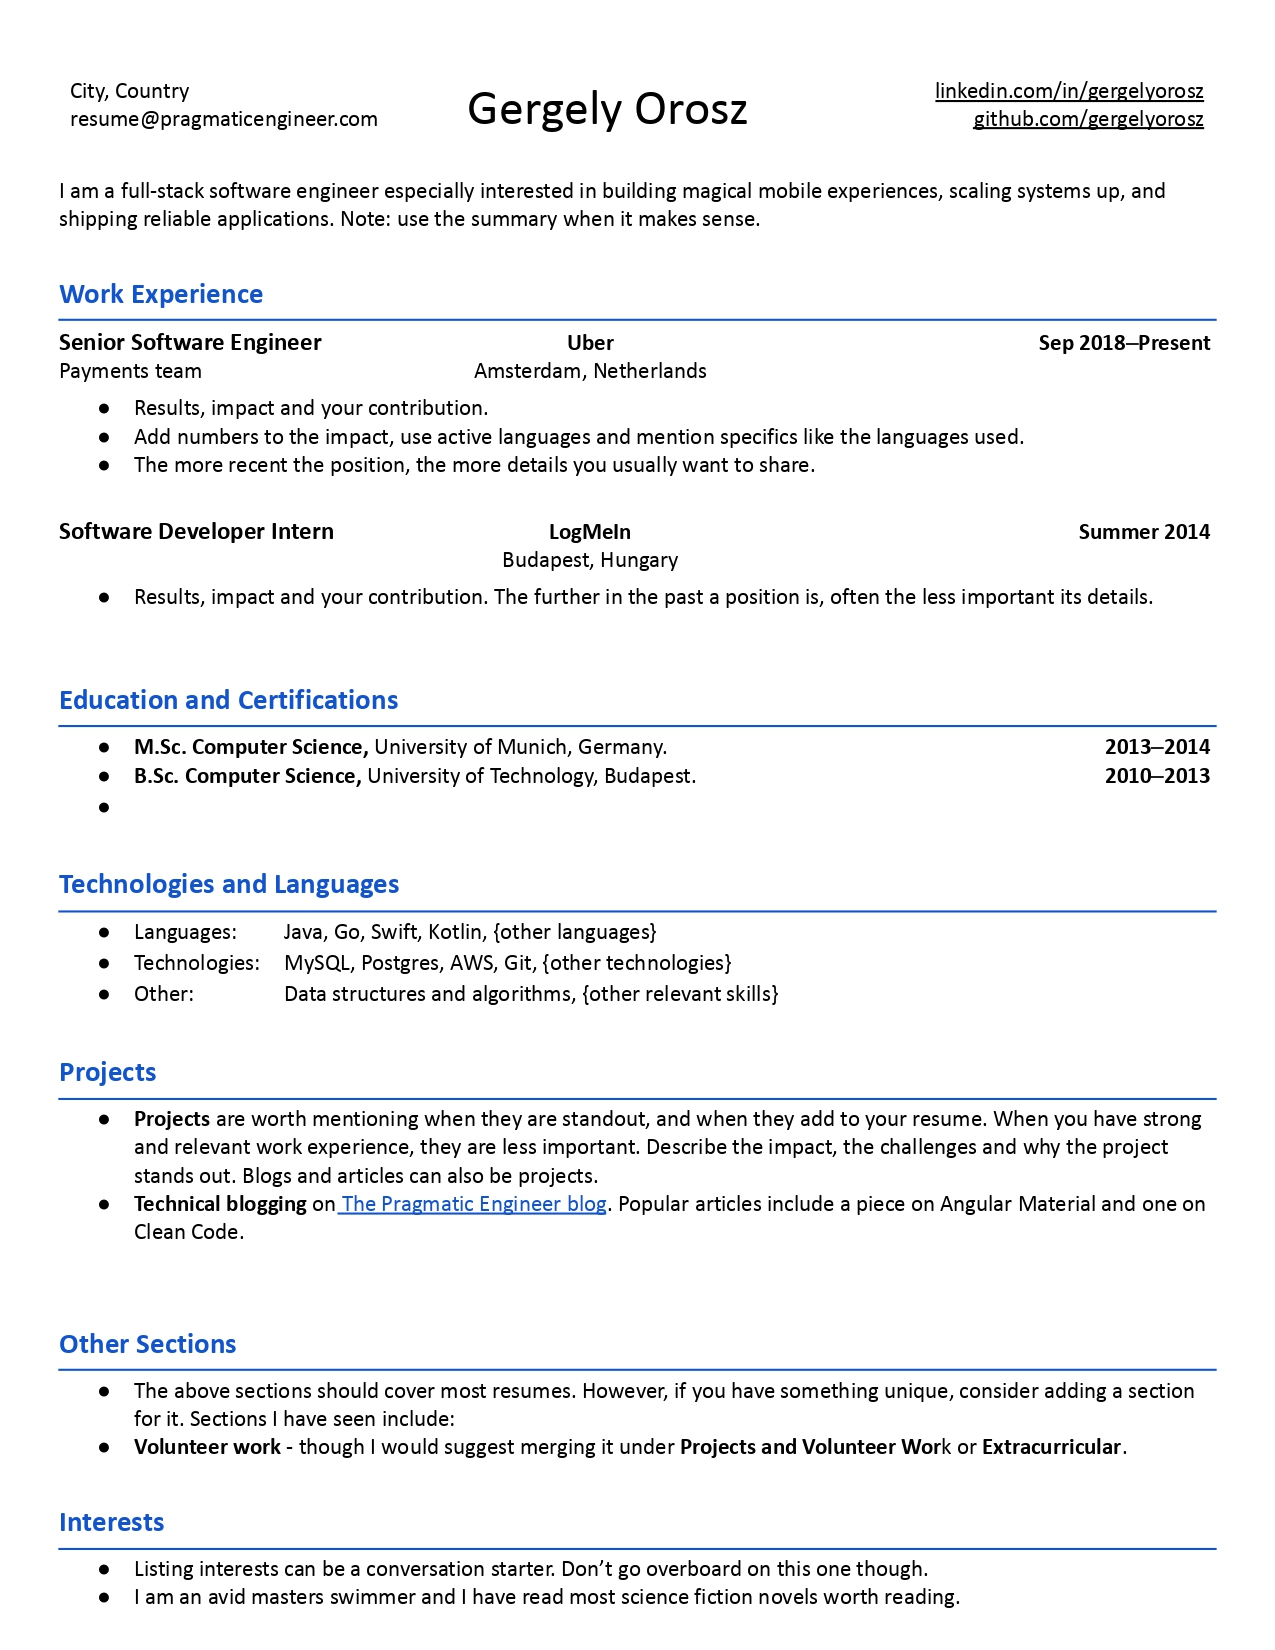 City, Country
resume@pragmaticengineer.com
Gergely Orosz
linkedin.com/in/gergelyorosz
github.com/gergelyorosz
I am a full-stack software engineer especially interested in building magical mobile experiences, scaling systems up, and
shipping reliable applications. Note: use the summary when it makes sense.
Work Experience
Senior Software Engineer Uber Sep 2018–Present
Payments team Amsterdam, Netherlands
● Results, impact and your contribution.
● Add numbers to the impact, use active languages and mention specifics like the languages used.
● The more recent the position, the more details you usually want to share.
Software Developer Intern LogMeIn Summer 2014
Budapest, Hungary
● Results, impact and your contribution. The further in the past a position is, often the less important its details.
Education and Certifications
● M.Sc. Computer Science, University of Munich, Germany. 2013–2014
● B.Sc. Computer Science, University of Technology, Budapest. 2010–2013
●
Technologies and Languages
● Languages: Java, Go, Swift, Kotlin, {other languages}
● Technologies: MySQL, Postgres, AWS, Git, {other technologies}
● Other: Data structures and algorithms, {other relevant skills}
Projects
● Projects are worth mentioning when they are standout, and when they add to your resume. When you have strong
and relevant work experience, they are less important. Describe the impact, the challenges and why the project
stands out. Blogs and articles can also be projects.
● Technical blogging on The Pragmatic Engineer blog. Popular articles include a piece on Angular Material and one on
Clean Code.
Other Sections
● The above sections should cover most resumes. However, if you have something unique, consider adding a section
for it. Sections I have seen include:
● Volunteer work - though I would suggest merging it under Projects and Volunteer Work or Extracurricular.
Interests
● Listing interests can be a conversation starter. Don’t go overboard on this one though.
● I am an avid masters swimmer and I have read most science fiction novels worth reading.